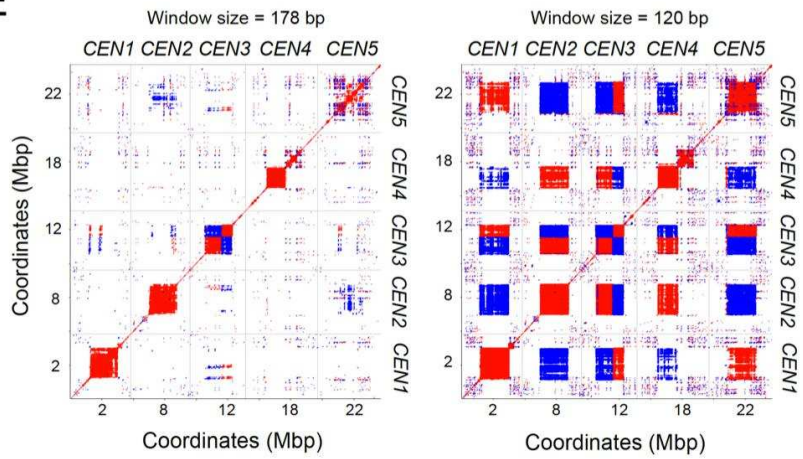 Window size = 178 bp
CEN1 CEN2 CEN3 CEN4 CEN5
22
18
12
8
2
Coordinates (Mbp)
CEN5
CEN4
CEN3
CEN2
CEN1
2 8 12 18 22
Coordinates (Mbp)
Window size = 120 bp
CEN1 CEN2 CEN3 CEN4 CEN5
22
18
12
8
2
Coordinates (Mbp)
CEN5
CEN4
CEN3
CEN2
CEN1
2 8 12 18 22
Coordinates (Mbp)